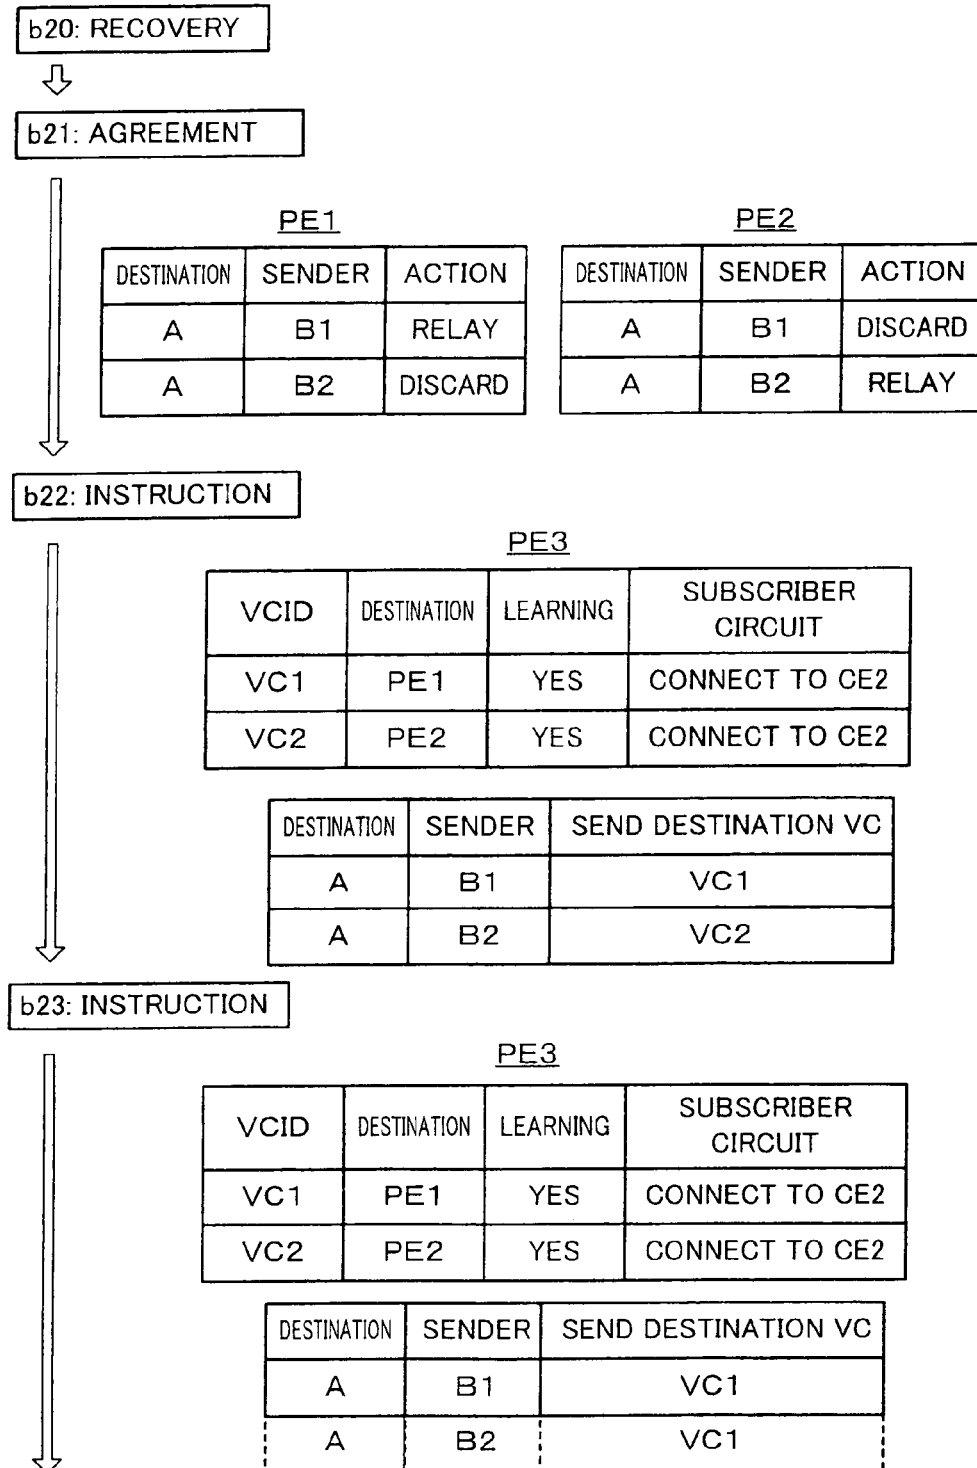 b20: RECOVERY
b21: AGREEMENT
PE1
DESTINATION SENDER ACTION
A B1 RELAY
A B2 DISCARD
PE2
DESTINATION SENDER ACTION
A B1 DISCARD
A B2 RELAY
b22: INSTRUCTION
PE3
VCID DESTINATION LEARNING SUBSCRIBER CIRCUIT
VC1 PE1 YES CONNECT TO CE2
VC2 PE2 YES CONNECT TO CE2
DESTINATION SENDER SEND DESTINATION VC
A B1 VC1
A B2 VC2
b23: INSTRUCTION
PE3
VCID DESTINATION LEARNING SUBSCRIBER CIRCUIT
VC1 PE1 YES CONNECT TO CE2
VC2 PE2 YES CONNECT TO CE2
DESTINATION SENDER SEND DESTINATION VC
A B1 VC1
A B2 VC1